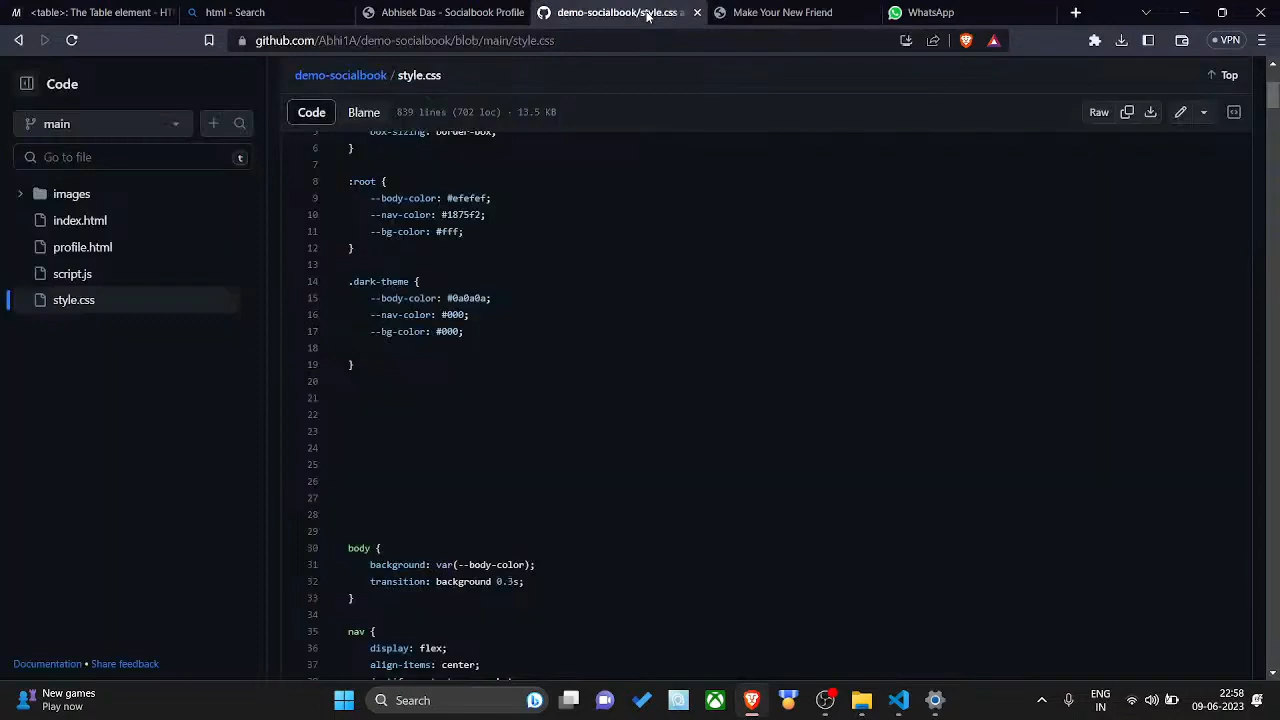 <table>: The Table element - HT
html - Search
Abhisek Das - Socialbook Profile
demo-socialbook/style.css a
Make Your New Friend
WhatsApp
github.com/Abhi1A/demo-socialbook/blob/main/style.css
VPN
Code
demo-socialbook / style.css
Top
main
Code
Blame
839 lines (702 loc) · 13.5 KB
Raw
Go to file
t
images
index.html
profile.html
script.js
style.css
5 box-sizing: border-box;
6 }
7
8 :root {
9 --body-color: #efefef;
10 --nav-color: #1875f2;
11 --bg-color: #fff;
12 }
13
14 .dark-theme {
15 --body-color: #0a0a0a;
16 --nav-color: #000;
17 --bg-color: #000;
18
19 }
20
21
22
23
24
25
26
27
28
29
30 body {
31 background: var(--body-color);
32 transition: background 0.3s;
33 }
34
35 nav {
36 display: flex;
37 align-items: center;
Documentation • Share feedback
New games
Play now
Search
ENG
IN
22:58
09-06-2023